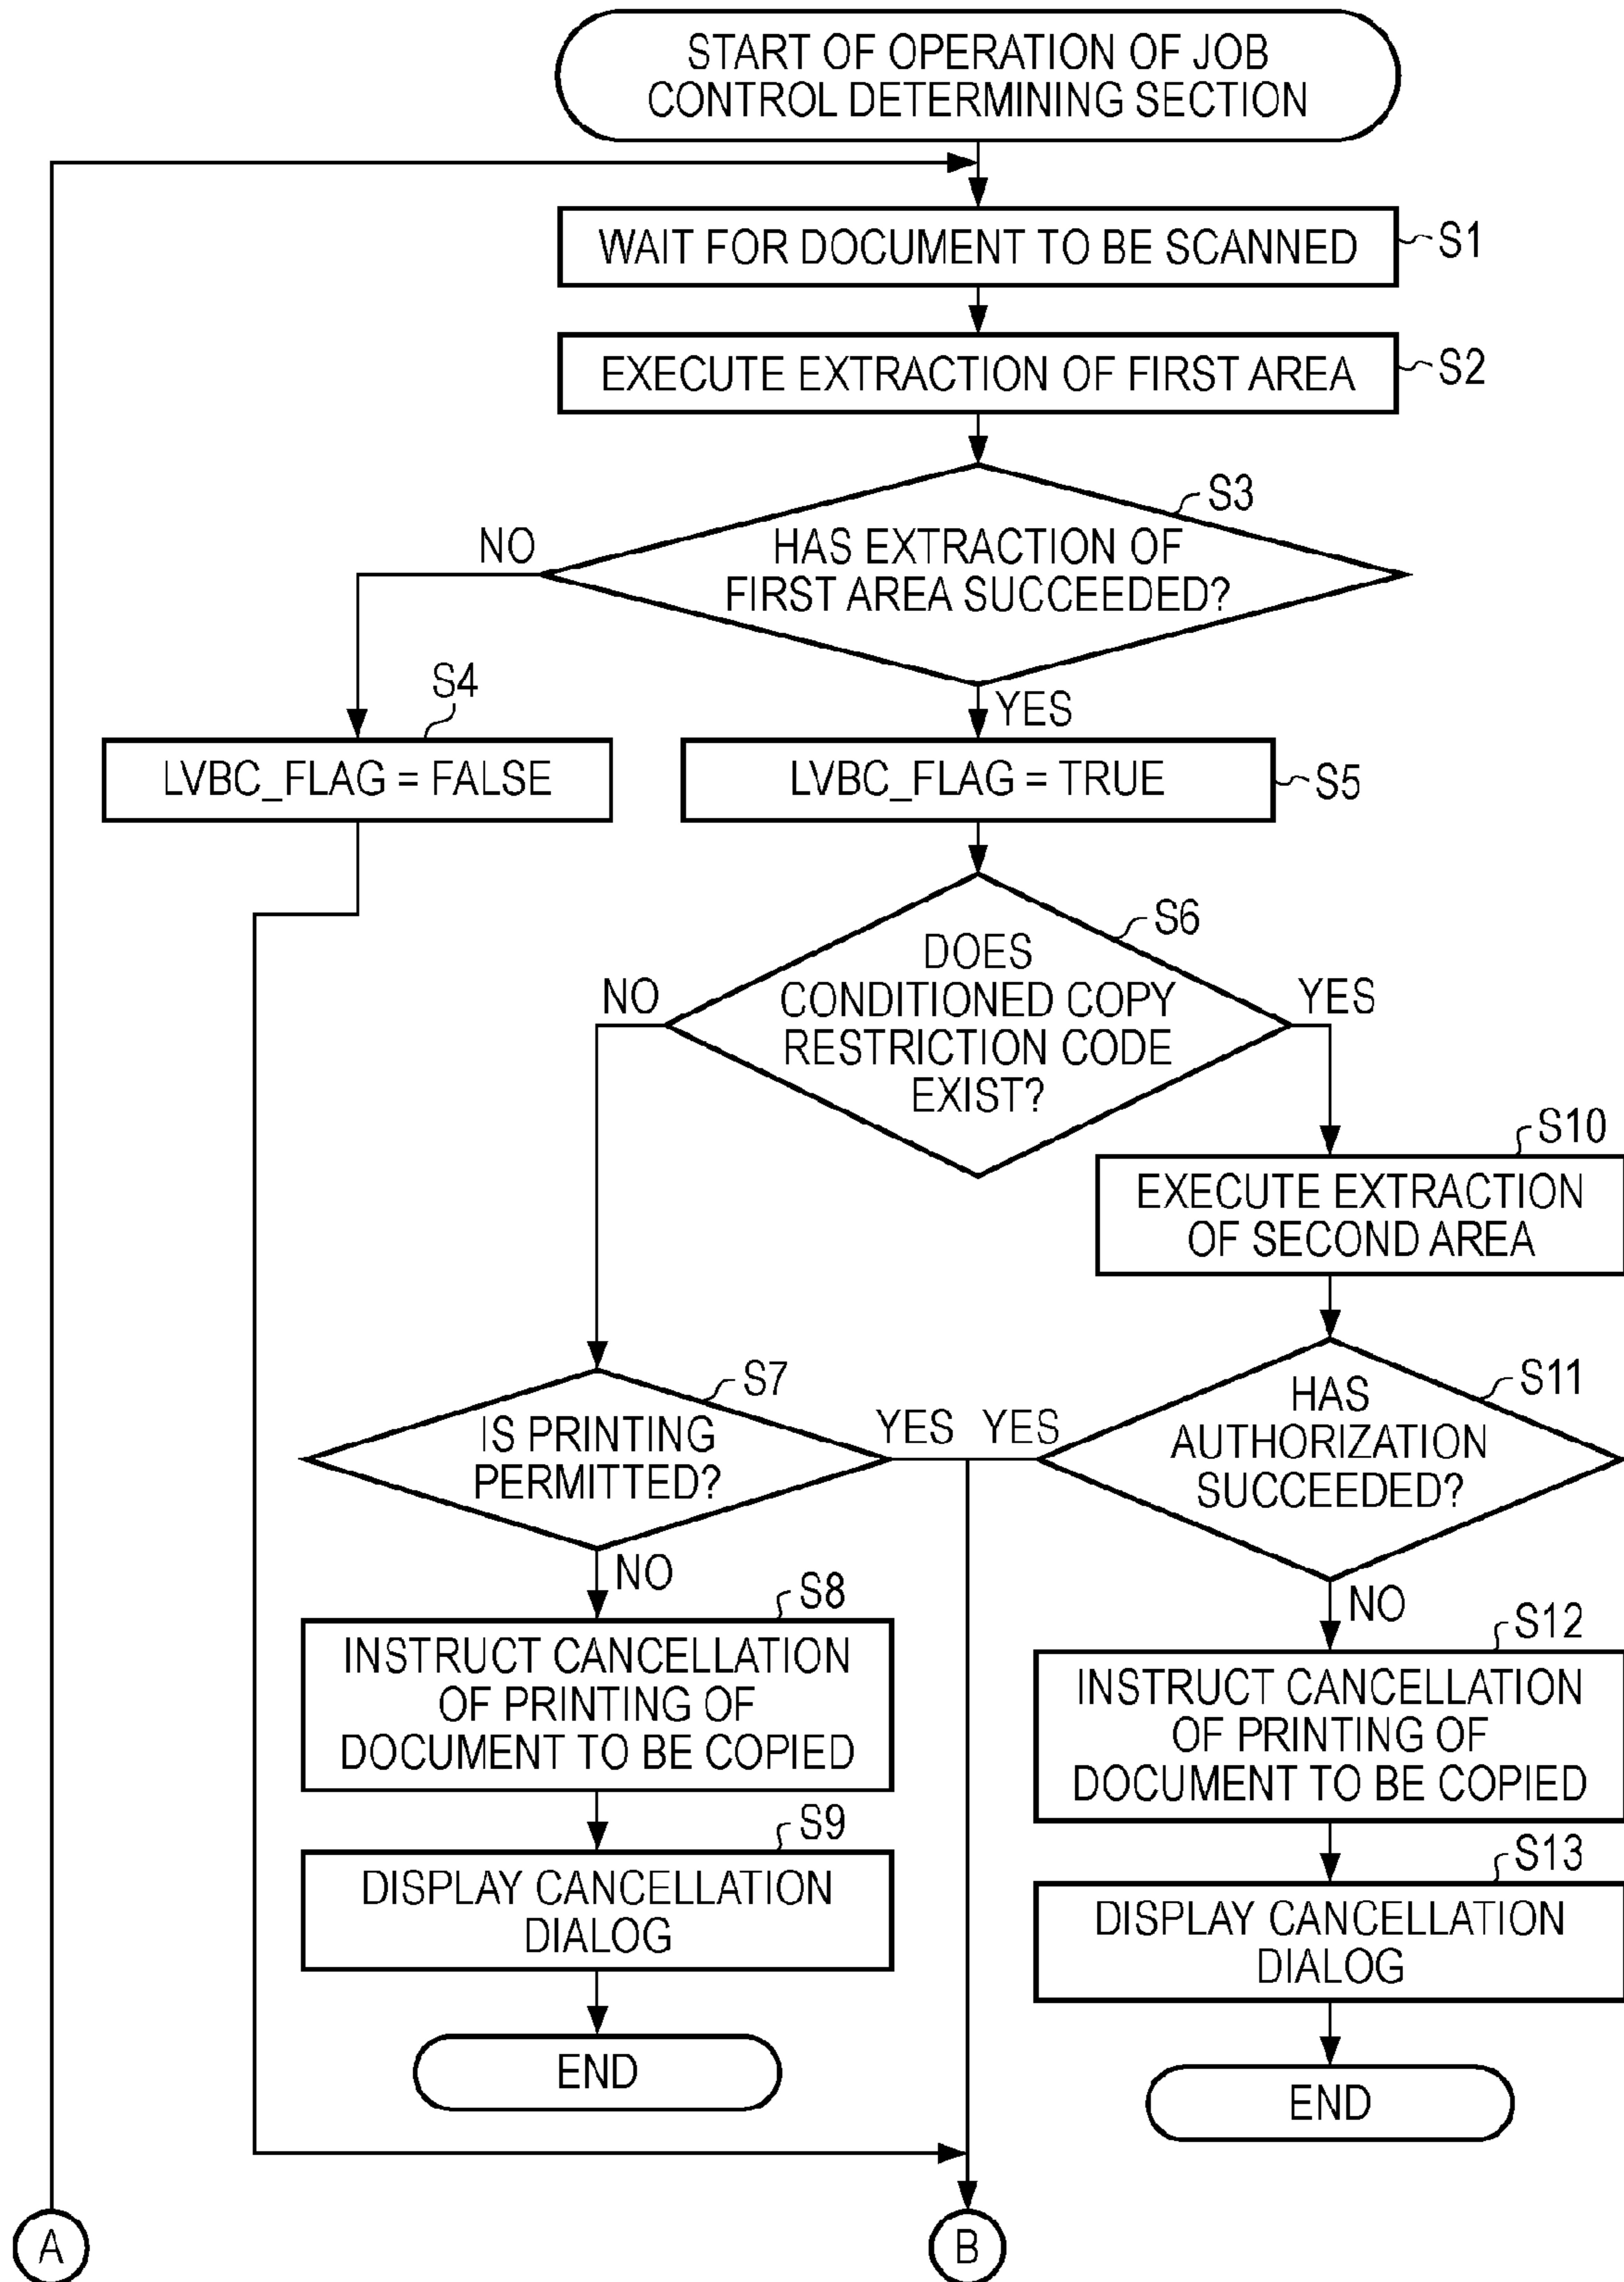 START OF OPERATION OF JOB
CONTROL DETERMINING SECTION
WAIT FOR DOCUMENT TO BE SCANNED
S1
EXECUTE EXTRACTION OF FIRST AREA
S2
S3
NO
HAS EXTRACTION OF
FIRST AREA SUCCEEDED?
YES
S4
LVBC_FLAG = FALSE
LVBC_FLAG = TRUE
S5
S6
NO
DOES
CONDITIONED COPY
RESTRICTION CODE
EXIST?
YES
S10
EXECUTE EXTRACTION
OF SECOND AREA
S7
IS PRINTING
PERMITTED?
YES
YES
S11
HAS
AUTHORIZATION
SUCCEEDED?
NO
NO
S8
INSTRUCT CANCELLATION
OF PRINTING OF
DOCUMENT TO BE COPIED
S12
INSTRUCT CANCELLATION
OF PRINTING OF
DOCUMENT TO BE COPIED
S9
DISPLAY CANCELLATION
DIALOG
S13
DISPLAY CANCELLATION
DIALOG
END
END
A
B